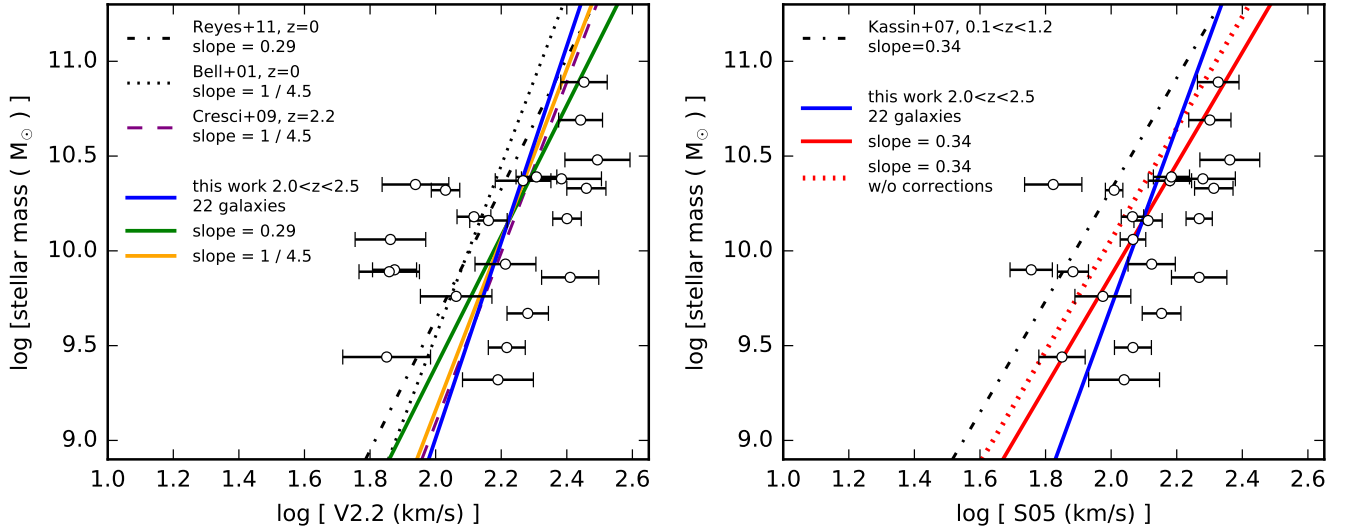 Reyes+11, z=0
slope = 0.29
Bell+01, z=0
slope = 1 / 4.5
Cresci+09, z=2.2
slope = 1 / 4.5
this work 2.0<z<2.5
22 galaxies
slope = 0.29
slope = 1 / 4.5
log [stellar mass ( M☉ ) ]
11.0
10.5
10.0
9.5
9.0
1.0 1.2 1.4 1.6 1.8 2.0 2.2 2.4 2.6
log [ V2.2 (km/s) ]
Kassin+07, 0.1<z<1.2
slope=0.34
this work 2.0<z<2.5
22 galaxies
slope = 0.34
slope = 0.34
w/o corrections
log [stellar mass ( M☉ ) ]
11.0
10.5
10.0
9.5
9.0
1.0 1.2 1.4 1.6 1.8 2.0 2.2 2.4 2.6
log [ S05 (km/s) ]